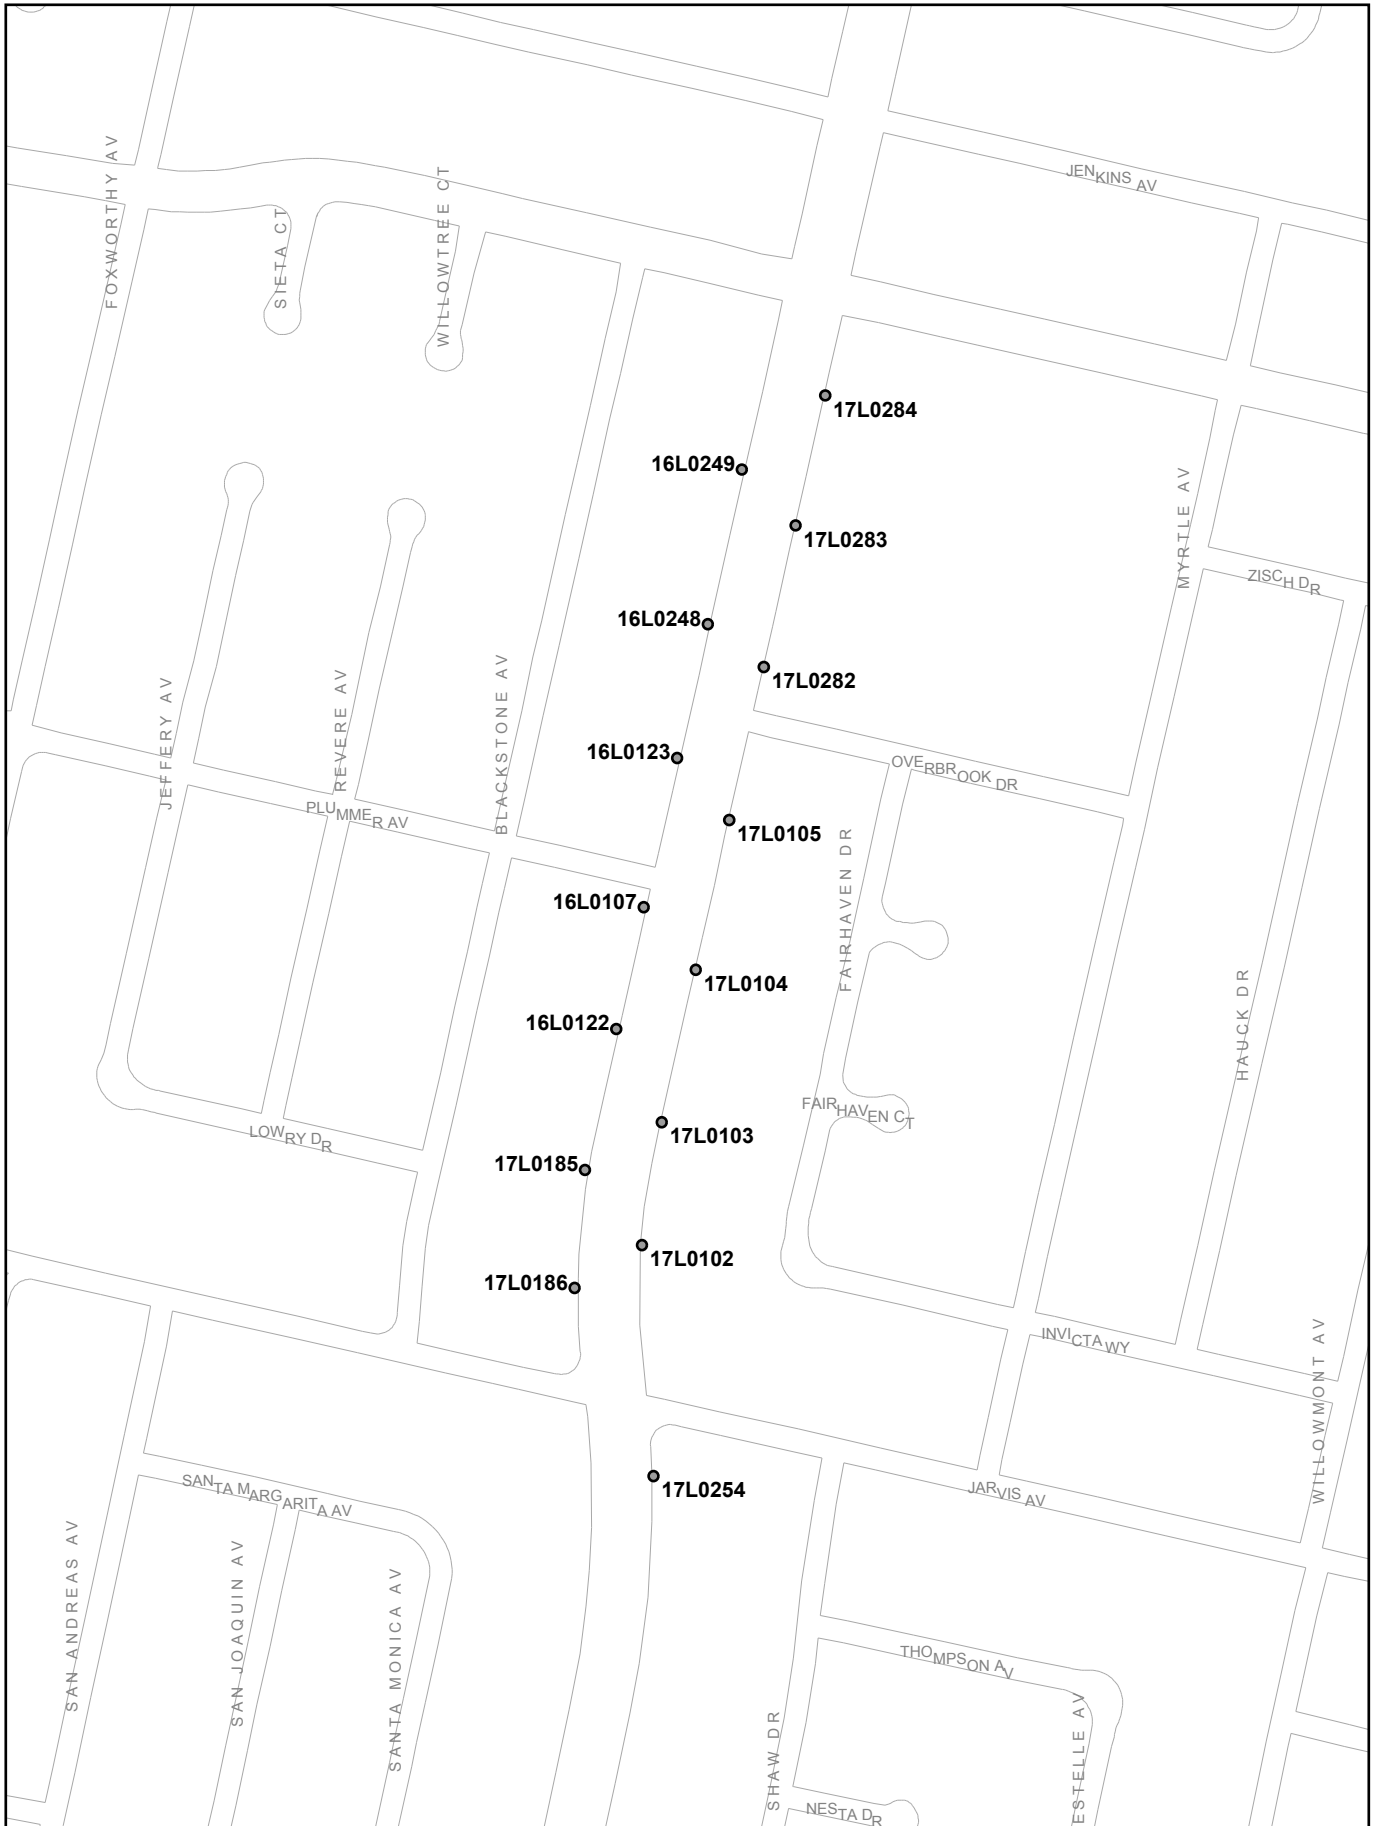 FOXWORTHY AV
SIETA CT
WILLOWTREE CT
JENKINS AV
17L0284
16L0249
17L0283
MYRTLE AV
ZISCH DR
16L0248
17L0282
JEFFERY AV
REVERE AV
BLACKSTONE AV
16L0123
OVERBROOK DR
PLUMMER AV
17L0105
FAIRHAVEN DR
16L0107
17L0104
HAUCK DR
16L0122
FAIRHAVEN CT
LOWRY DR
17L0103
17L0185
17L0102
17L0186
INVICTA WY
WILLOWMONT AV
SANTA MARGARITA AV
17L0254
JARVIS AV
SAN ANDREAS AV
SAN JOAQUIN AV
SANTA MONICA AV
THOMPSON AV
SHAW DR
ESTELLE AV
NESTA DR